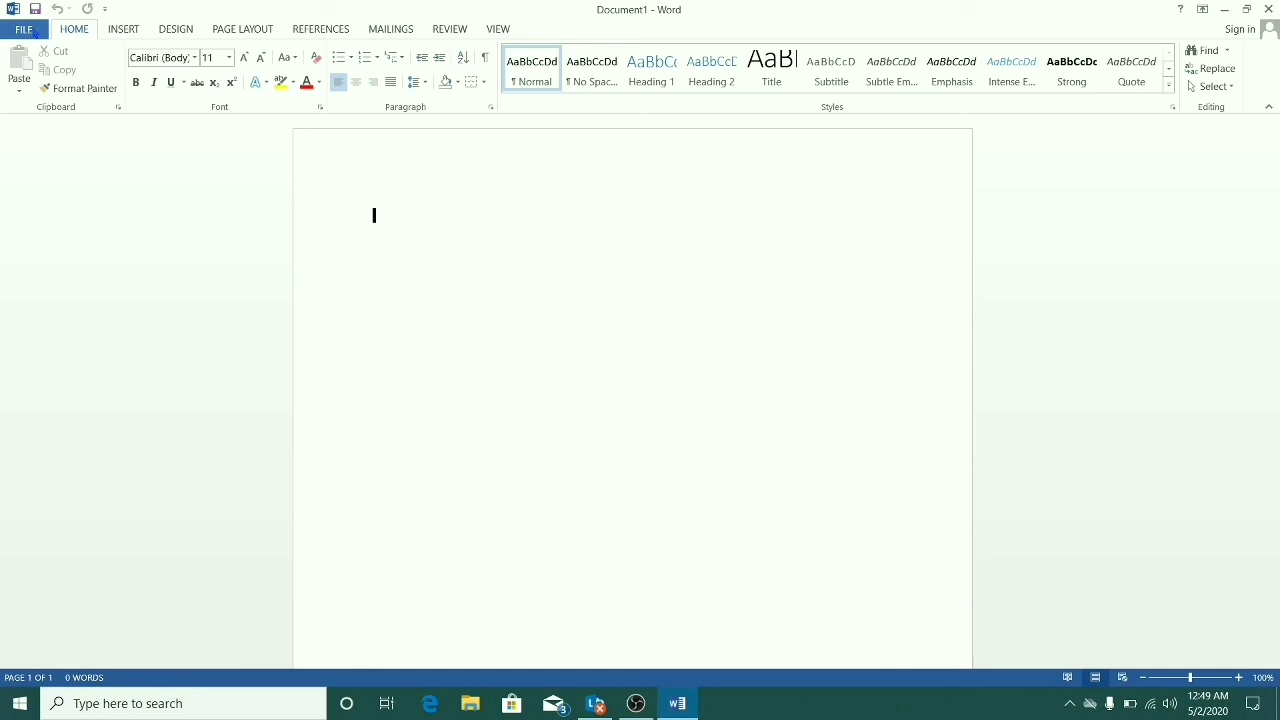 Document1 - Word
Sign in
FILE HOME INSERT DESIGN PAGE LAYOUT REFERENCES MAILINGS REVIEW VIEW
Paste
Cut
Copy
Format Painter
Clipboard
Calibri (Body) 11
Font
Paragraph
AaBbCcDd AaBbCcDd AaBbCc AaBbCcD AaBl AaBbCcD AaBbCcDd AaBbCcDd AaBbCcDd AaBbCcDc AaBbCcDd
¶ Normal ¶ No Spac... Heading 1 Heading 2 Title Subtitle Subtle Em... Emphasis Intense E... Strong Quote
Styles
Find
Replace
Select
Editing
PAGE 1 OF 1 0 WORDS
100%
Type here to search
3
12:49 AM
5/2/2020